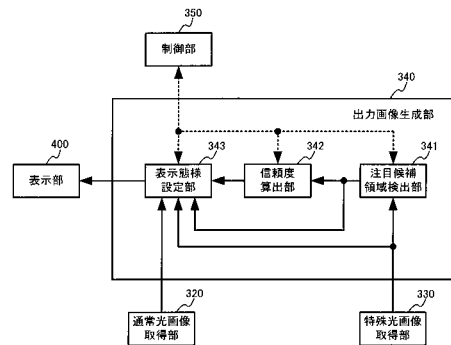 350
制御部
340
出力画像生成部
400
表示部
343
表示態様
設定部
342
信頼度
算出部
341
注目候補
領域検出部
320
通常光画像
取得部
330
特殊光画像
取得部